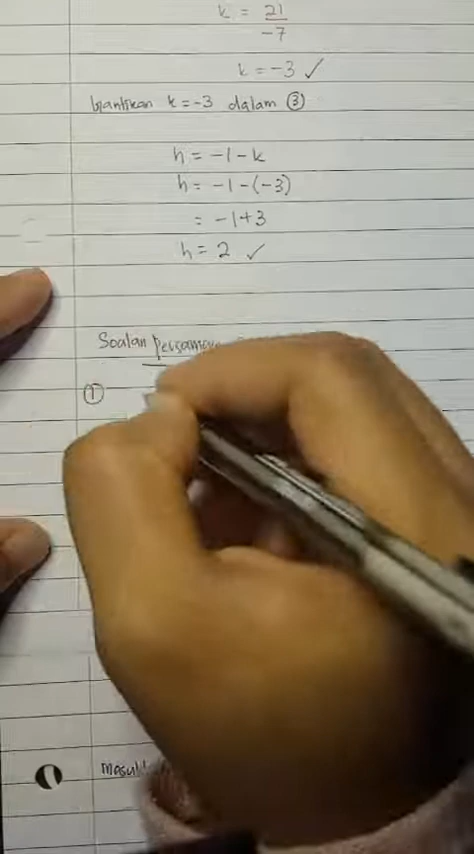 k = 21/-7
k = -3 ✓
Gantikan k = -3 dalam ③
h = -1 - k
h = -1 - (-3)
= -1 + 3
h = 2 ✓
Soalan
①